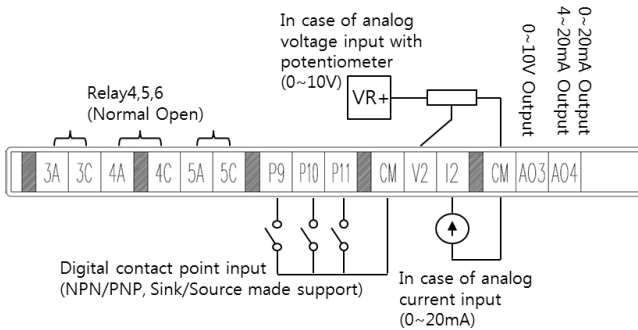 In case of analog
voltage input with
potentiometer
(0~10V)
VR+
0~10V Output
4~20mA Output
0~20mA Output
Relay4,5,6
(Normal Open)
3A 3C 4A 4C 5A 5C P9 P10 P11 CM V2 I2 CM AO3 AO4
Digital contact point input
(NPN/PNP, Sink/Source made support)
In case of analog
current input
(0~20mA)